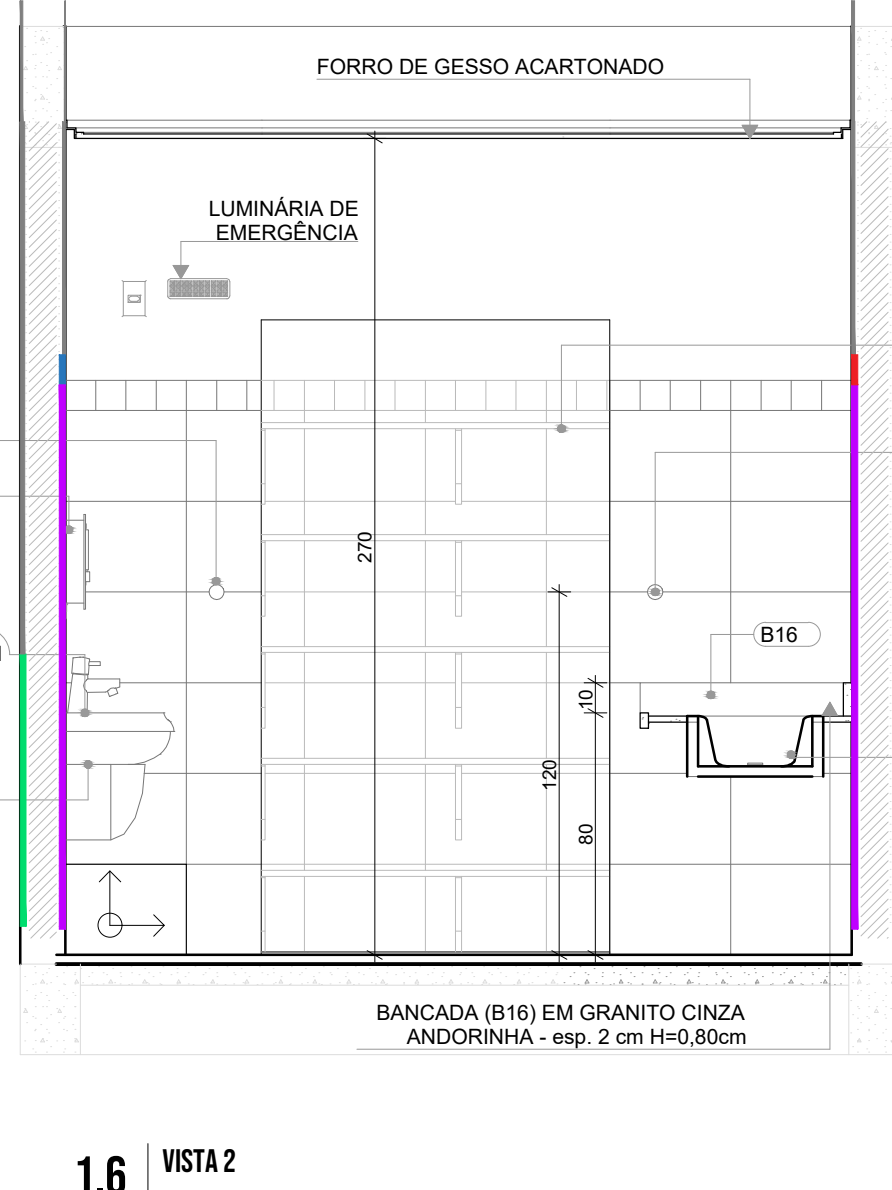 FORRO DE GESSO ACARTONADO
LUMINÁRIA DE
EMERGÊNCIA
270
B16
10
120
80
BANCADA (B16) EM GRANITO CINZA
ANDORINHA - esp. 2 cm H=0,80cm
1.6
VISTA 2